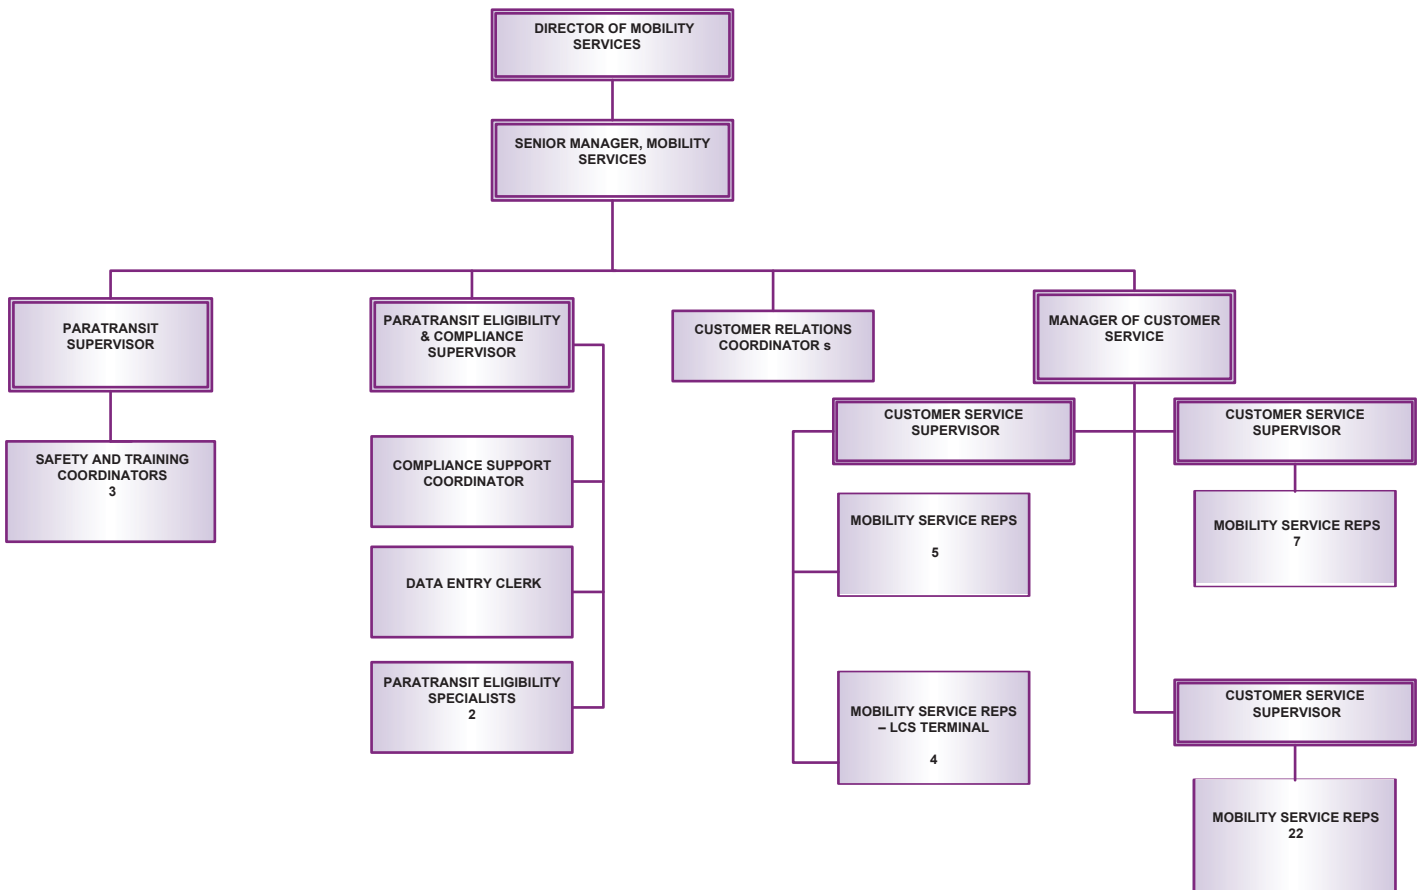 DIRECTOR OF MOBILITY
SERVICES
SENIOR MANAGER, MOBILITY
SERVICES
PARATRANSIT
SUPERVISOR
SAFETY AND TRAINING
COORDINATORS
3
PARATRANSIT ELIGIBILITY
& COMPLIANCE
SUPERVISOR
COMPLIANCE SUPPORT
COORDINATOR
DATA ENTRY CLERK
PARATRANSIT ELIGIBILITY
SPECIALISTS
2
CUSTOMER RELATIONS
COORDINATOR s
MANAGER OF CUSTOMER
SERVICE
CUSTOMER SERVICE
SUPERVISOR
MOBILITY SERVICE REPS
5
MOBILITY SERVICE REPS
– LCS TERMINAL
4
CUSTOMER SERVICE
SUPERVISOR
MOBILITY SERVICE REPS
7
CUSTOMER SERVICE
SUPERVISOR
MOBILITY SERVICE REPS
22